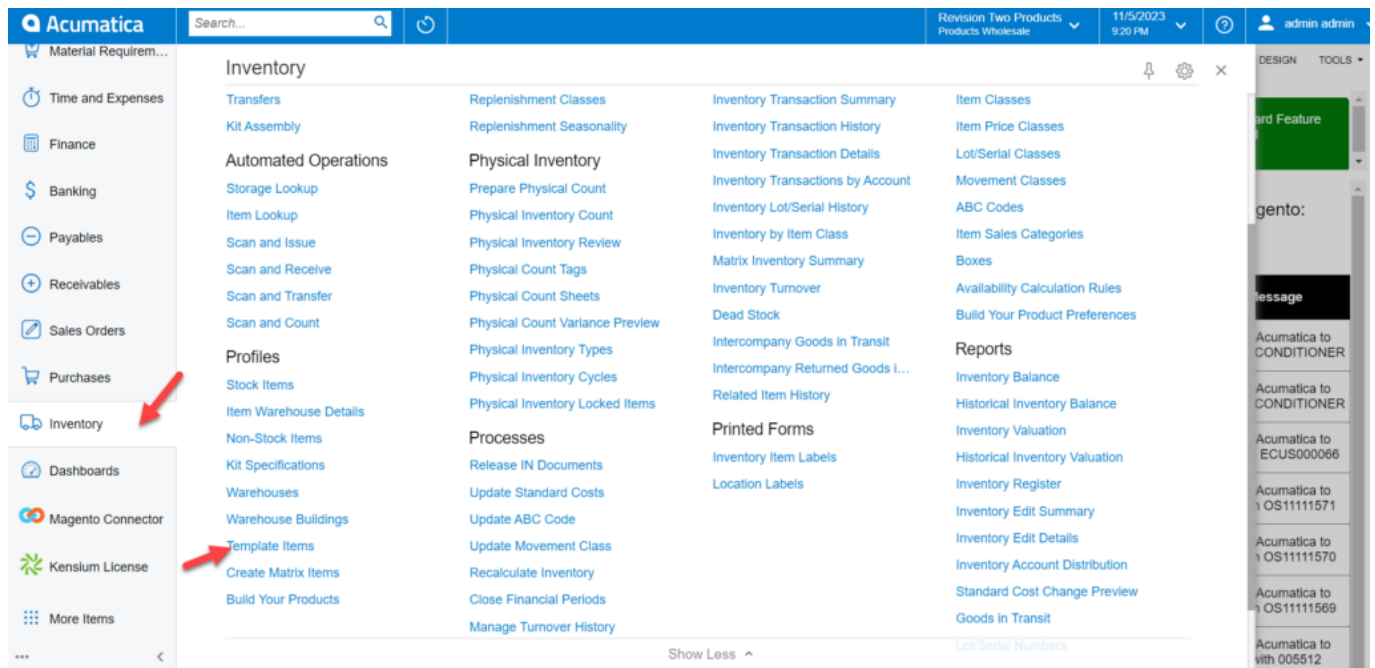 Acumatica
Search...
Revision Two Products
Products Wholesale
11/5/2023
9:20 PM
admin admin
Material Requirem...
Time and Expenses
Finance
Banking
Payables
Receivables
Sales Orders
Purchases
Inventory
Dashboards
Magento Connector
Kensium License
More Items
Inventory
Transfers
Kit Assembly
Automated Operations
Storage Lookup
Item Lookup
Scan and Issue
Scan and Receive
Scan and Transfer
Scan and Count
Profiles
Stock Items
Item Warehouse Details
Non-Stock Items
Kit Specifications
Warehouses
Warehouse Buildings
Template Items
Create Matrix Items
Build Your Products
Replenishment Classes
Replenishment Seasonality
Physical Inventory
Prepare Physical Count
Physical Inventory Count
Physical Inventory Review
Physical Count Tags
Physical Count Sheets
Physical Count Variance Preview
Physical Inventory Types
Physical Inventory Cycles
Physical Inventory Locked Items
Processes
Release IN Documents
Update Standard Costs
Update ABC Code
Update Movement Class
Recalculate Inventory
Close Financial Periods
Manage Turnover History
Inventory Transaction Summary
Inventory Transaction History
Inventory Transaction Details
Inventory Transactions by Account
Inventory Lot/Serial History
Inventory by Item Class
Matrix Inventory Summary
Inventory Turnover
Dead Stock
Intercompany Goods in Transit
Intercompany Returned Goods i...
Related Item History
Printed Forms
Inventory Item Labels
Location Labels
Item Classes
Item Price Classes
Lot/Serial Classes
Movement Classes
ABC Codes
Item Sales Categories
Boxes
Availability Calculation Rules
Build Your Product Preferences
Reports
Inventory Balance
Historical Inventory Balance
Inventory Valuation
Historical Inventory Valuation
Inventory Register
Inventory Edit Summary
Inventory Edit Details
Inventory Account Distribution
Standard Cost Change Preview
Goods in Transit
Lot/Serial Numbers
Show Less
DESIGN TOOLS
ard Feature
gento:
lessage
Acumatica to
CONDITIONER
Acumatica to
CONDITIONER
Acumatica to
ECUS000066
Acumatica to
OS11111571
Acumatica to
OS11111570
Acumatica to
OS11111569
Acumatica to
with 005512